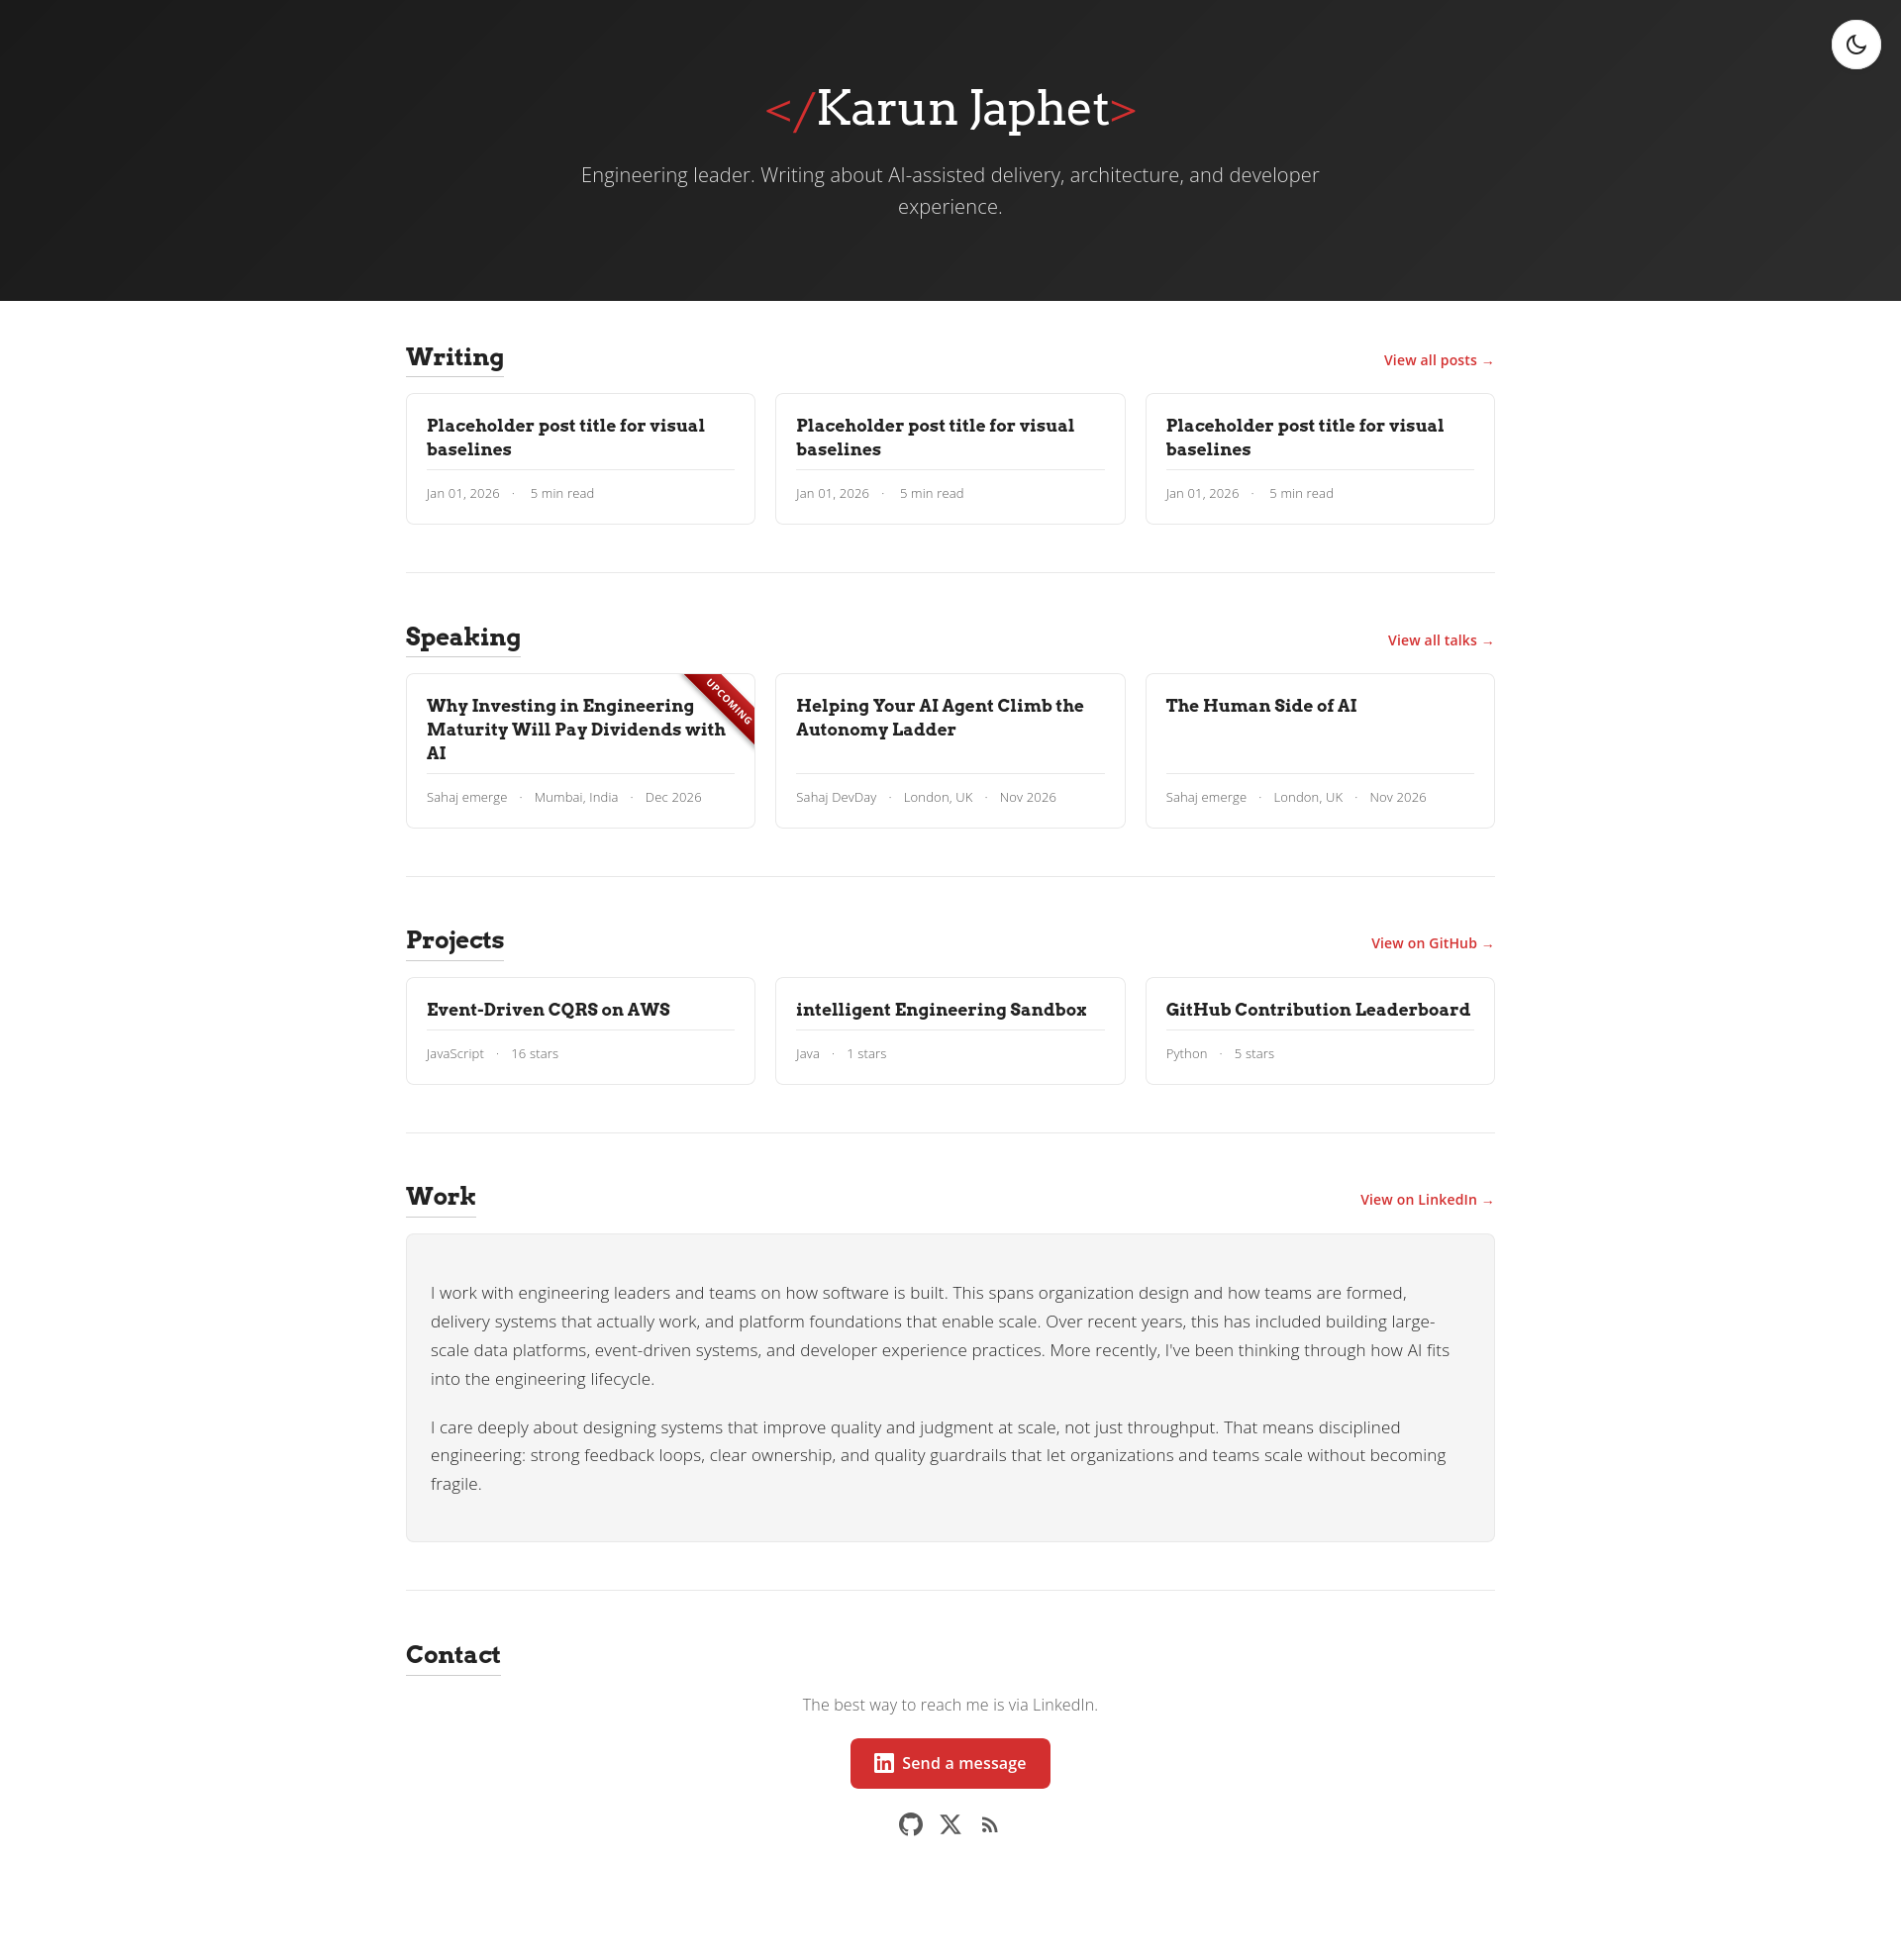 </Karun Japhet>
Engineering leader. Writing about AI-assisted delivery, architecture, and developer
experience.
Writing
View all posts →
Placeholder post title for visual
baselines
Jan 01, 2026 · 5 min read
Placeholder post title for visual
baselines
Jan 01, 2026 · 5 min read
Placeholder post title for visual
baselines
Jan 01, 2026 · 5 min read
Speaking
View all talks →
UPCOMING
Why Investing in Engineering
Maturity Will Pay Dividends with
AI
Sahaj emerge · Mumbai, India · Dec 2026
Helping Your AI Agent Climb the
Autonomy Ladder
Sahaj DevDay · London, UK · Nov 2026
The Human Side of AI
Sahaj emerge · London, UK · Nov 2026
Projects
View on GitHub →
Event-Driven CQRS on AWS
JavaScript · 16 stars
intelligent Engineering Sandbox
Java · 1 stars
GitHub Contribution Leaderboard
Python · 5 stars
Work
View on LinkedIn →
I work with engineering leaders and teams on how software is built. This spans organization design and how teams are formed,
delivery systems that actually work, and platform foundations that enable scale. Over recent years, this has included building large-
scale data platforms, event-driven systems, and developer experience practices. More recently, I've been thinking through how AI fits
into the engineering lifecycle.
I care deeply about designing systems that improve quality and judgment at scale, not just throughput. That means disciplined
engineering: strong feedback loops, clear ownership, and quality guardrails that let organizations and teams scale without becoming
fragile.
Contact
The best way to reach me is via LinkedIn.
in Send a message